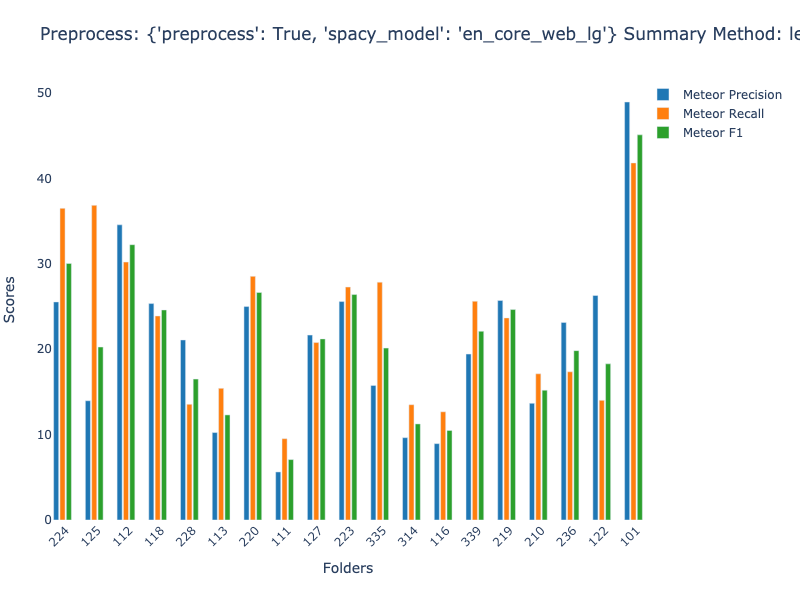 Preprocess: {'preprocess': True, 'spacy_model': 'en_core_web_lg'} Summary Method: le
50
40
30
20
10
0
Scores
224 125 112 118 228 113 220 111 127 223 335 314 116 339 219 210 236 122 101
Folders
Meteor Precision
Meteor Recall
Meteor F1